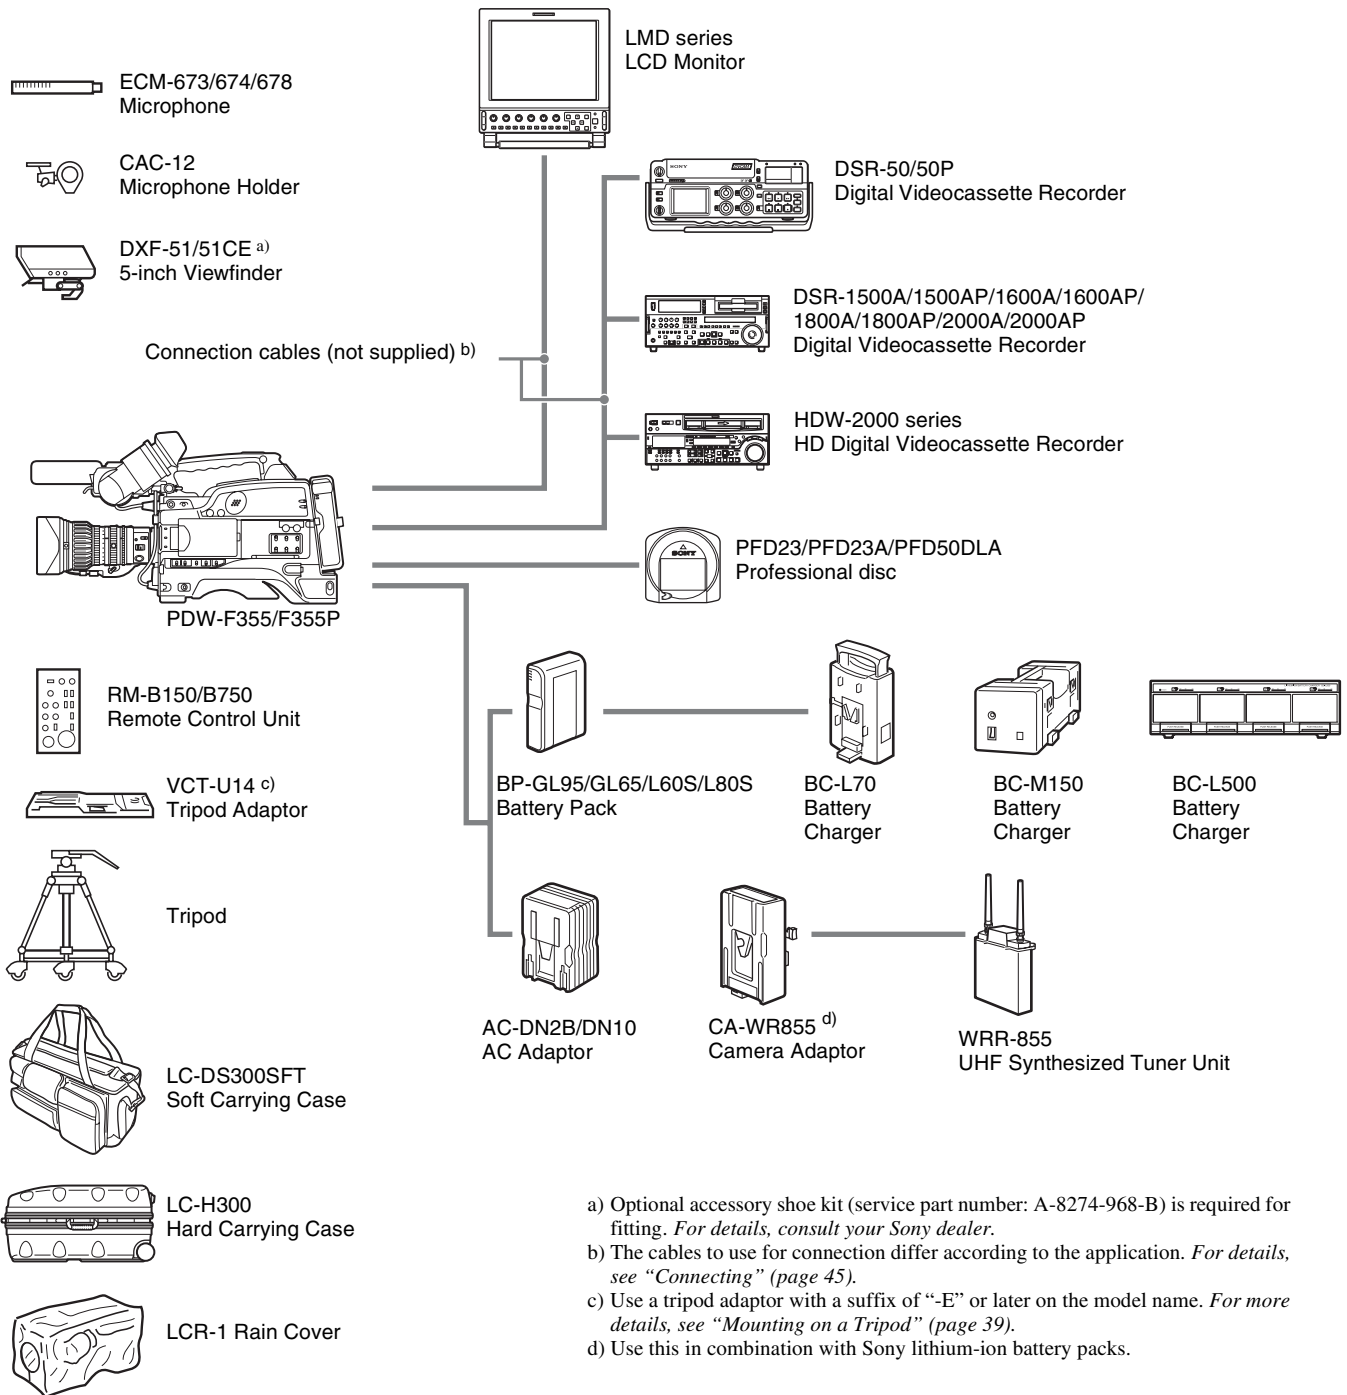 LMD series
LCD Monitor
ECM-673/674/678
Microphone
CAC-12
Microphone Holder
DXF-51/51CE a)
5-inch Viewfinder
SONY
DSR-50/50P
Digital Videocassette Recorder
DSR-1500A/1500AP/1600A/1600AP/
1800A/1800AP/2000A/2000AP
Digital Videocassette Recorder
Connection cables (not supplied) b)
HDW-2000 series
HD Digital Videocassette Recorder
SONY
PFD23/PFD23A/PFD50DLA
Professional disc
PDW-F355/F355P
RM-B150/B750
Remote Control Unit
VCT-U14 c)
Tripod Adaptor
BP-GL95/GL65/L60S/L80S
Battery Pack
BC-L70
Battery
Charger
BC-M150
Battery
Charger
BC-L500
Battery
Charger
Tripod
AC-DN2B/DN10
AC Adaptor
CA-WR855 d)
Camera Adaptor
WRR-855
UHF Synthesized Tuner Unit
LC-DS300SFT
Soft Carrying Case
LC-H300
Hard Carrying Case
LCR-1 Rain Cover
a) Optional accessory shoe kit (service part number: A-8274-968-B) is required for
fitting. For details, consult your Sony dealer.
b) The cables to use for connection differ according to the application. For details,
see “Connecting” (page 45).
c) Use a tripod adaptor with a suffix of “-E” or later on the model name. For more
details, see “Mounting on a Tripod” (page 39).
d) Use this in combination with Sony lithium-ion battery packs.